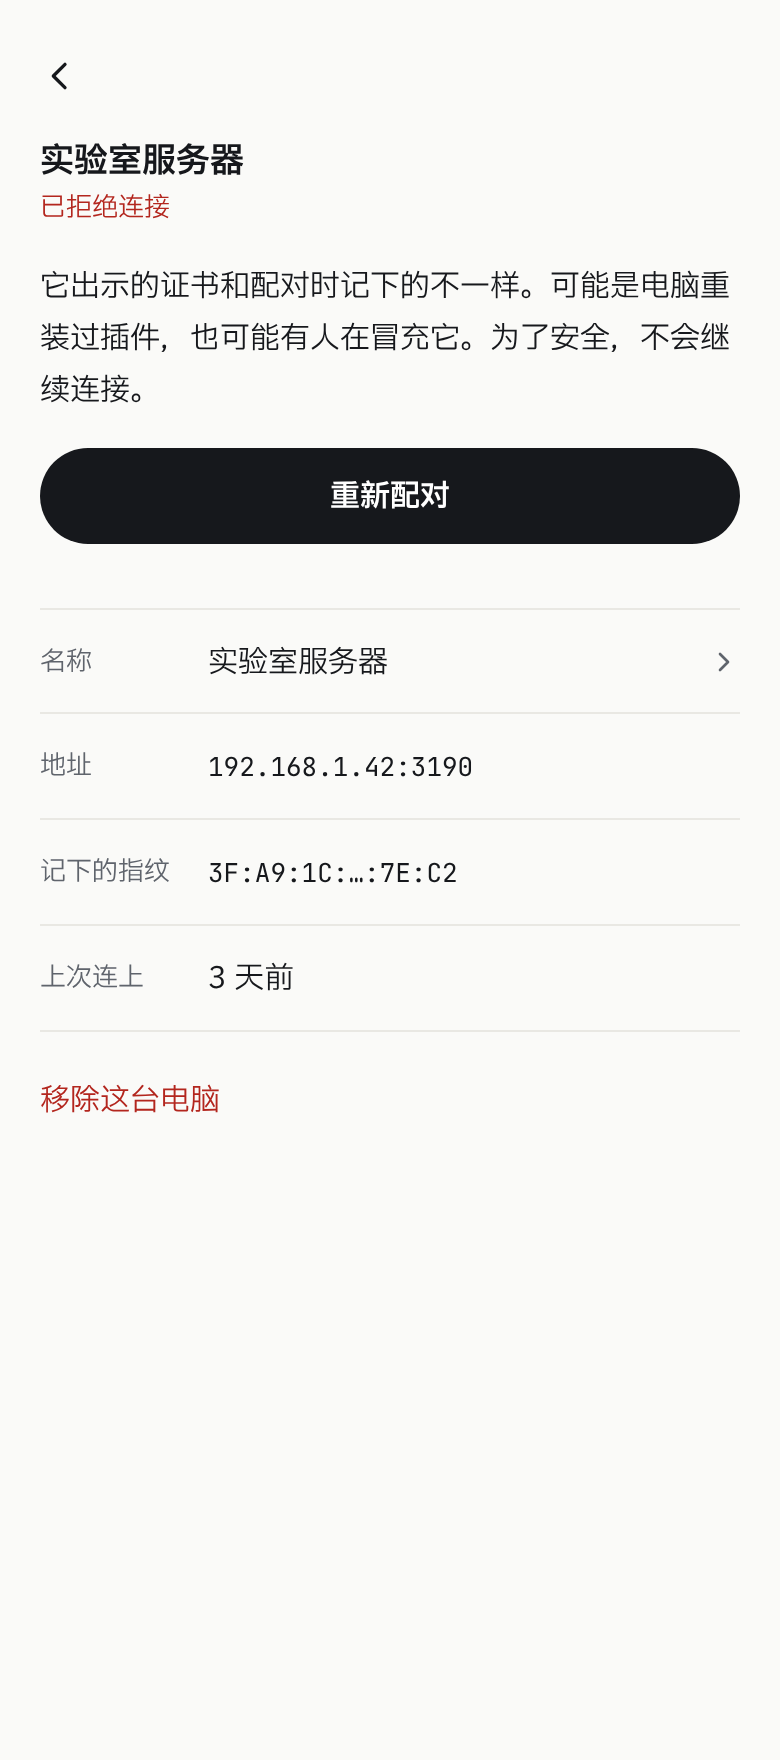 实验室服务器
已拒绝连接
它出示的证书和配对时记下的不一样。可能是电脑重
装过插件，也可能有人在冒充它。为了安全，不会继
续连接。
重新配对
名称 实验室服务器
地址 192.168.1.42:3190
记下的指纹 3F:A9:1C:…:7E:C2
上次连上 3 天前
移除这台电脑